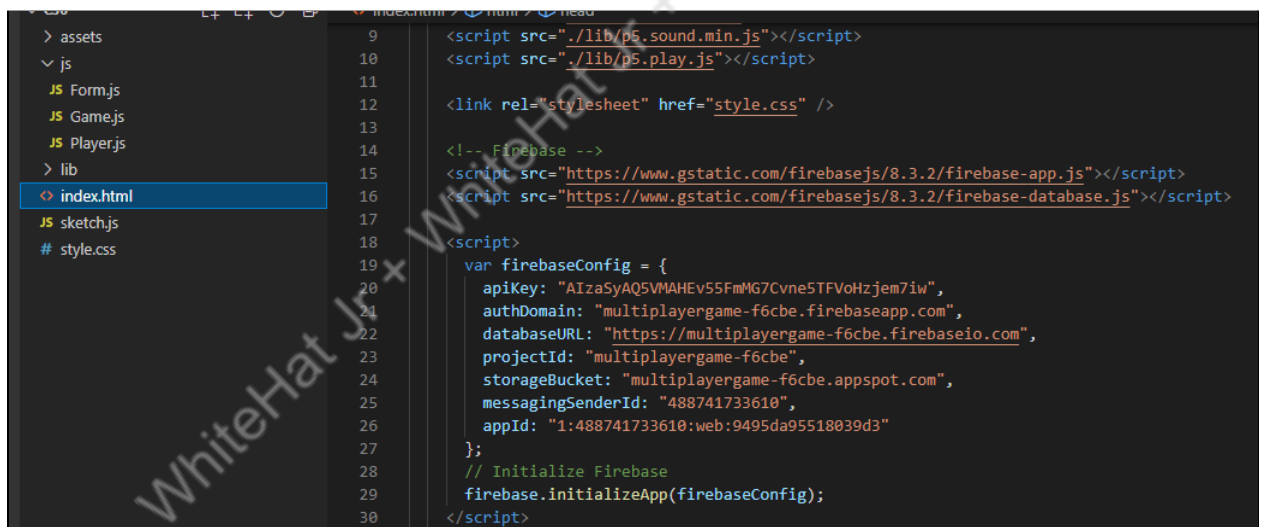 index.html > html > head
> assets
∨ js
JS Form.js
JS Game.js
JS Player.js
> lib
<> index.html
JS sketch.js
# style.css
9 <script src="./lib/p5.sound.min.js"></script>
10 <script src="./lib/p5.play.js"></script>
11
12 <link rel="stylesheet" href="style.css" />
13
14 <!-- Firebase -->
15 <script src="https://www.gstatic.com/firebasejs/8.3.2/firebase-app.js"></script>
16 <script src="https://www.gstatic.com/firebasejs/8.3.2/firebase-database.js"></script>
17
18 <script>
19 var firebaseConfig = {
20 apiKey: "AIzaSyAQ5VMAHEv55FmMG7Cvne5TFVoHzjem7iw",
21 authDomain: "multiplayergame-f6cbe.firebaseapp.com",
22 databaseURL: "https://multiplayergame-f6cbe.firebaseio.com",
23 projectId: "multiplayergame-f6cbe",
24 storageBucket: "multiplayergame-f6cbe.appspot.com",
25 messagingSenderId: "488741733610",
26 appId: "1:488741733610:web:9495da95518039d3"
27 };
28 // Initialize Firebase
29 firebase.initializeApp(firebaseConfig);
30 </script>
WhiteHat Jr + WhiteHat Jr +